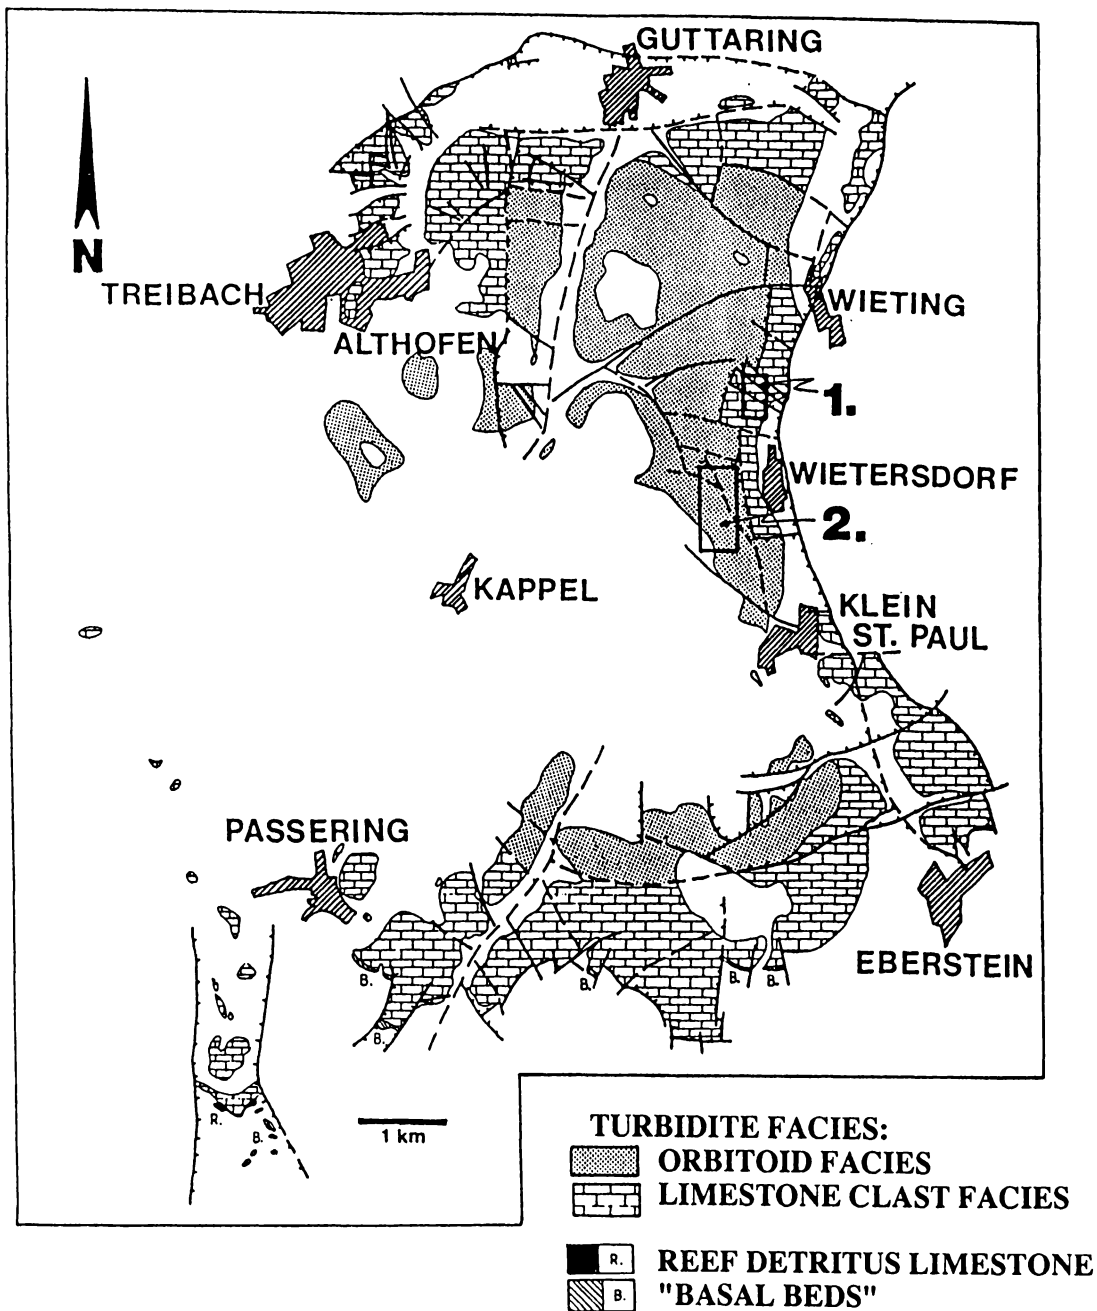 GUTTARING
N
TREIBACH
WIETING
ALTHOFEN
1.
WIETERSDORF
2.
KAPPEL
KLEIN
ST. PAUL
PASSERING
EBERSTEIN
B.
B.
B.
B.
B.
R.
B.
1 km
TURBIDITE FACIES:
ORBITOID FACIES
LIMESTONE CLAST FACIES
R. REEF DETRITUS LIMESTONE
B. "BASAL BEDS"